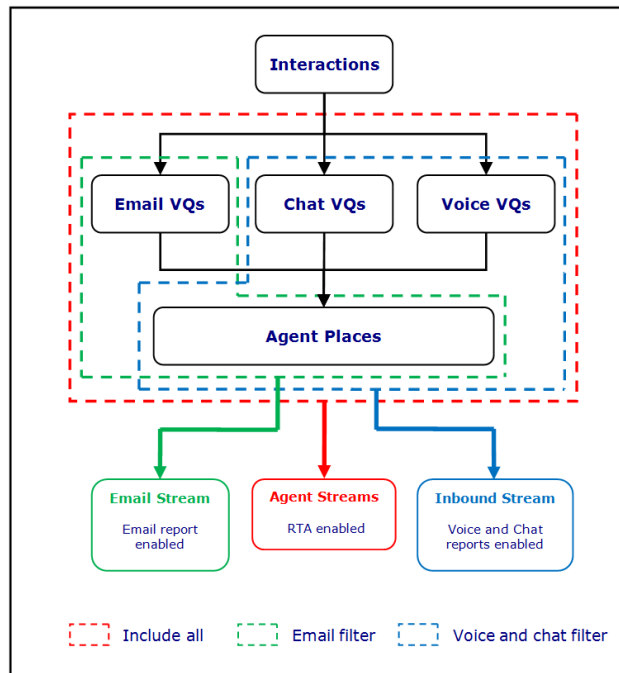 Interactions
Email VQs
Chat VQs
Voice VQs
Agent Places
Email Stream
Email report
enabled
Agent Streams
RTA enabled
Inbound Stream
Voice and Chat
reports enabled
Include all
Email filter
Voice and chat filter